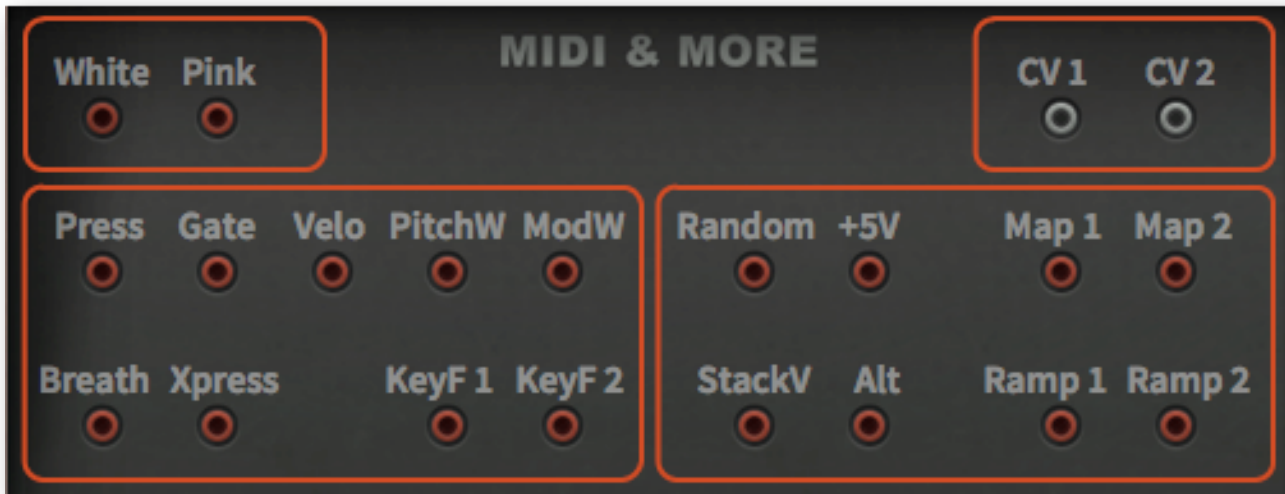 MIDI & MORE
White Pink
CV 1 CV 2
Press Gate Velo PitchW ModW
Random +5V Map 1 Map 2
Breath Xpress KeyF 1 KeyF 2
StackV Alt Ramp 1 Ramp 2